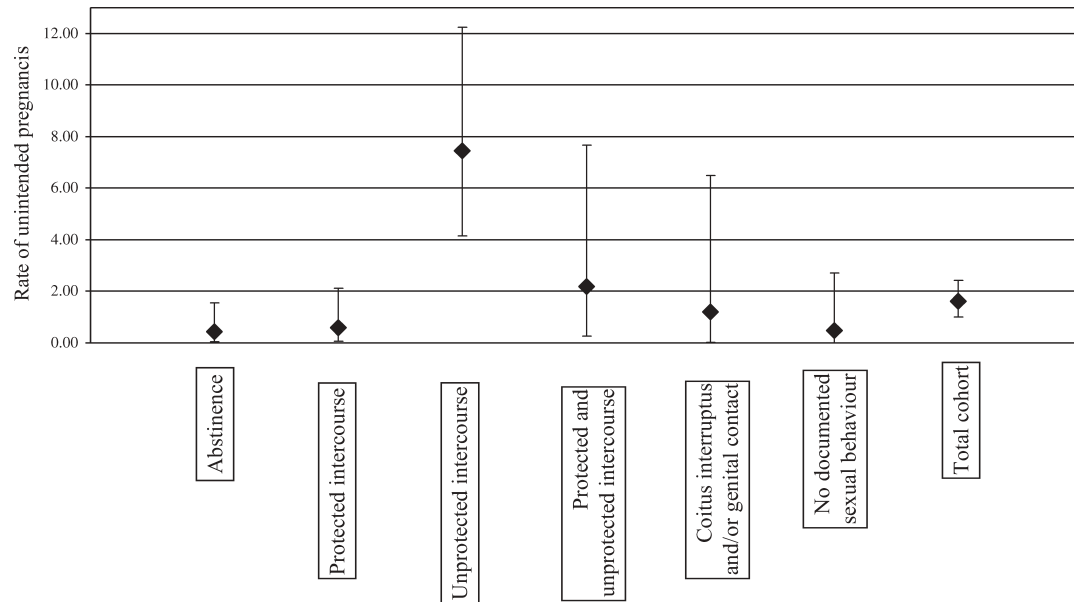 Rate of unintended pregnancis
12.00
10.00
8.00
6.00
4.00
2.00
0.00
Abstinence
Protected intercourse
Unprotected intercourse
Protected and
unprotected intercourse
Coitus interruptus
and/or genital contact
No documented
sexual behaviour
Total cohort